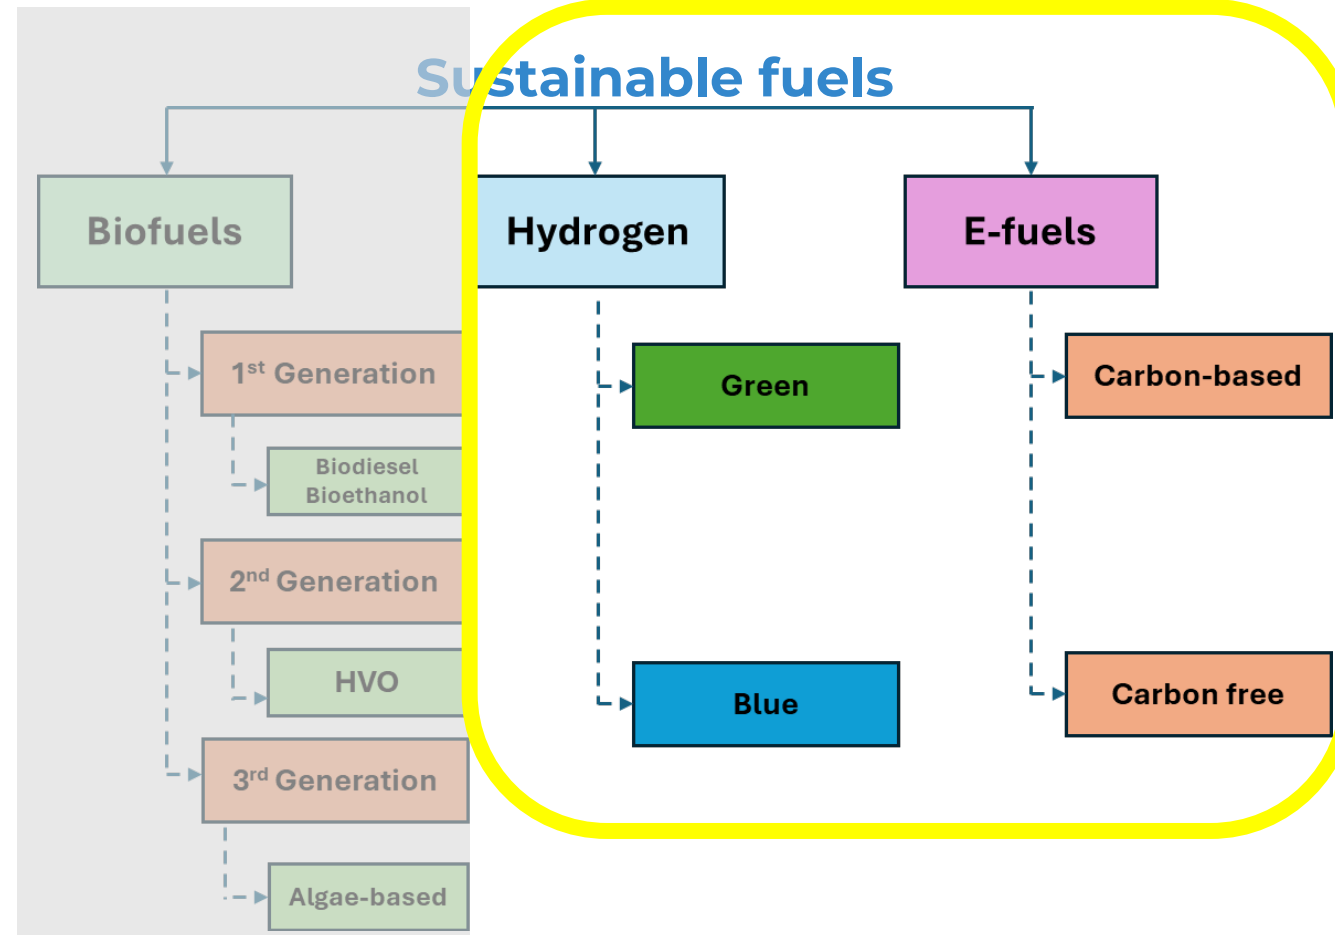 Sustainable fuels
Biofuels
1st Generation
Biodiesel
Bioethanol
2nd Generation
HVO
3rd Generation
Algae-based
Hydrogen
Green
Blue
E-fuels
Carbon-based
Carbon free